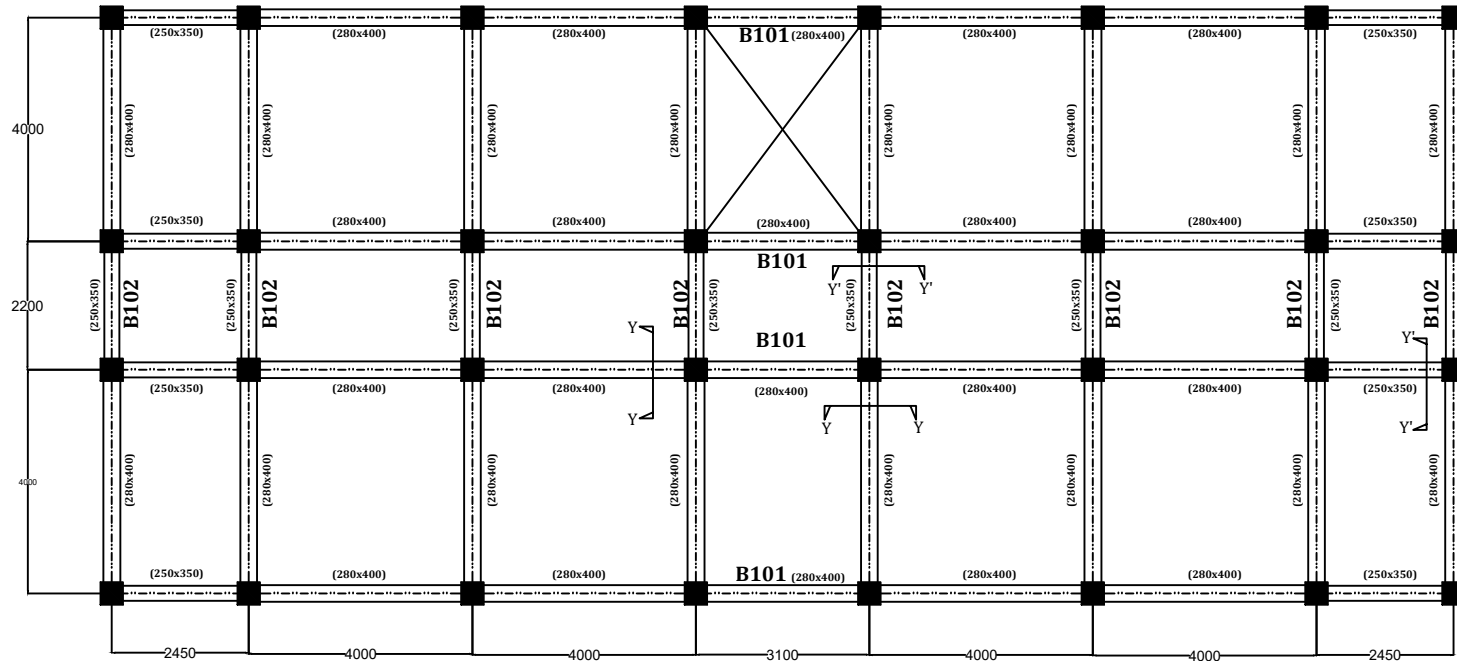 (250x350) (280x400) (280x400) B101 (280x400) (280x400) (280x400) (250x350)
4000 (280x400) (280x400) (280x400) (280x400) (280x400) (280x400) (280x400) (280x400)
(250x350) (280x400) (280x400) (280x400) (280x400) (280x400) (250x350)
B101
Y' Y'
2200 (250x350) B102 (250x350) B102 (250x350) B102 B102 (250x350) (250x350) B102 (250x350) B102 B102 (250x350) B102
Y
B101
Y'
(250x350) (280x400) (280x400) (280x400) (280x400) (280x400) (250x350)
Y Y Y Y'
4000 (280x400) (280x400) (280x400) (280x400) (280x400) (280x400) (280x400) (280x400)
(250x350) (280x400) (280x400) B101 (280x400) (280x400) (280x400) (250x350)
2450 4000 4000 3100 4000 4000 2450